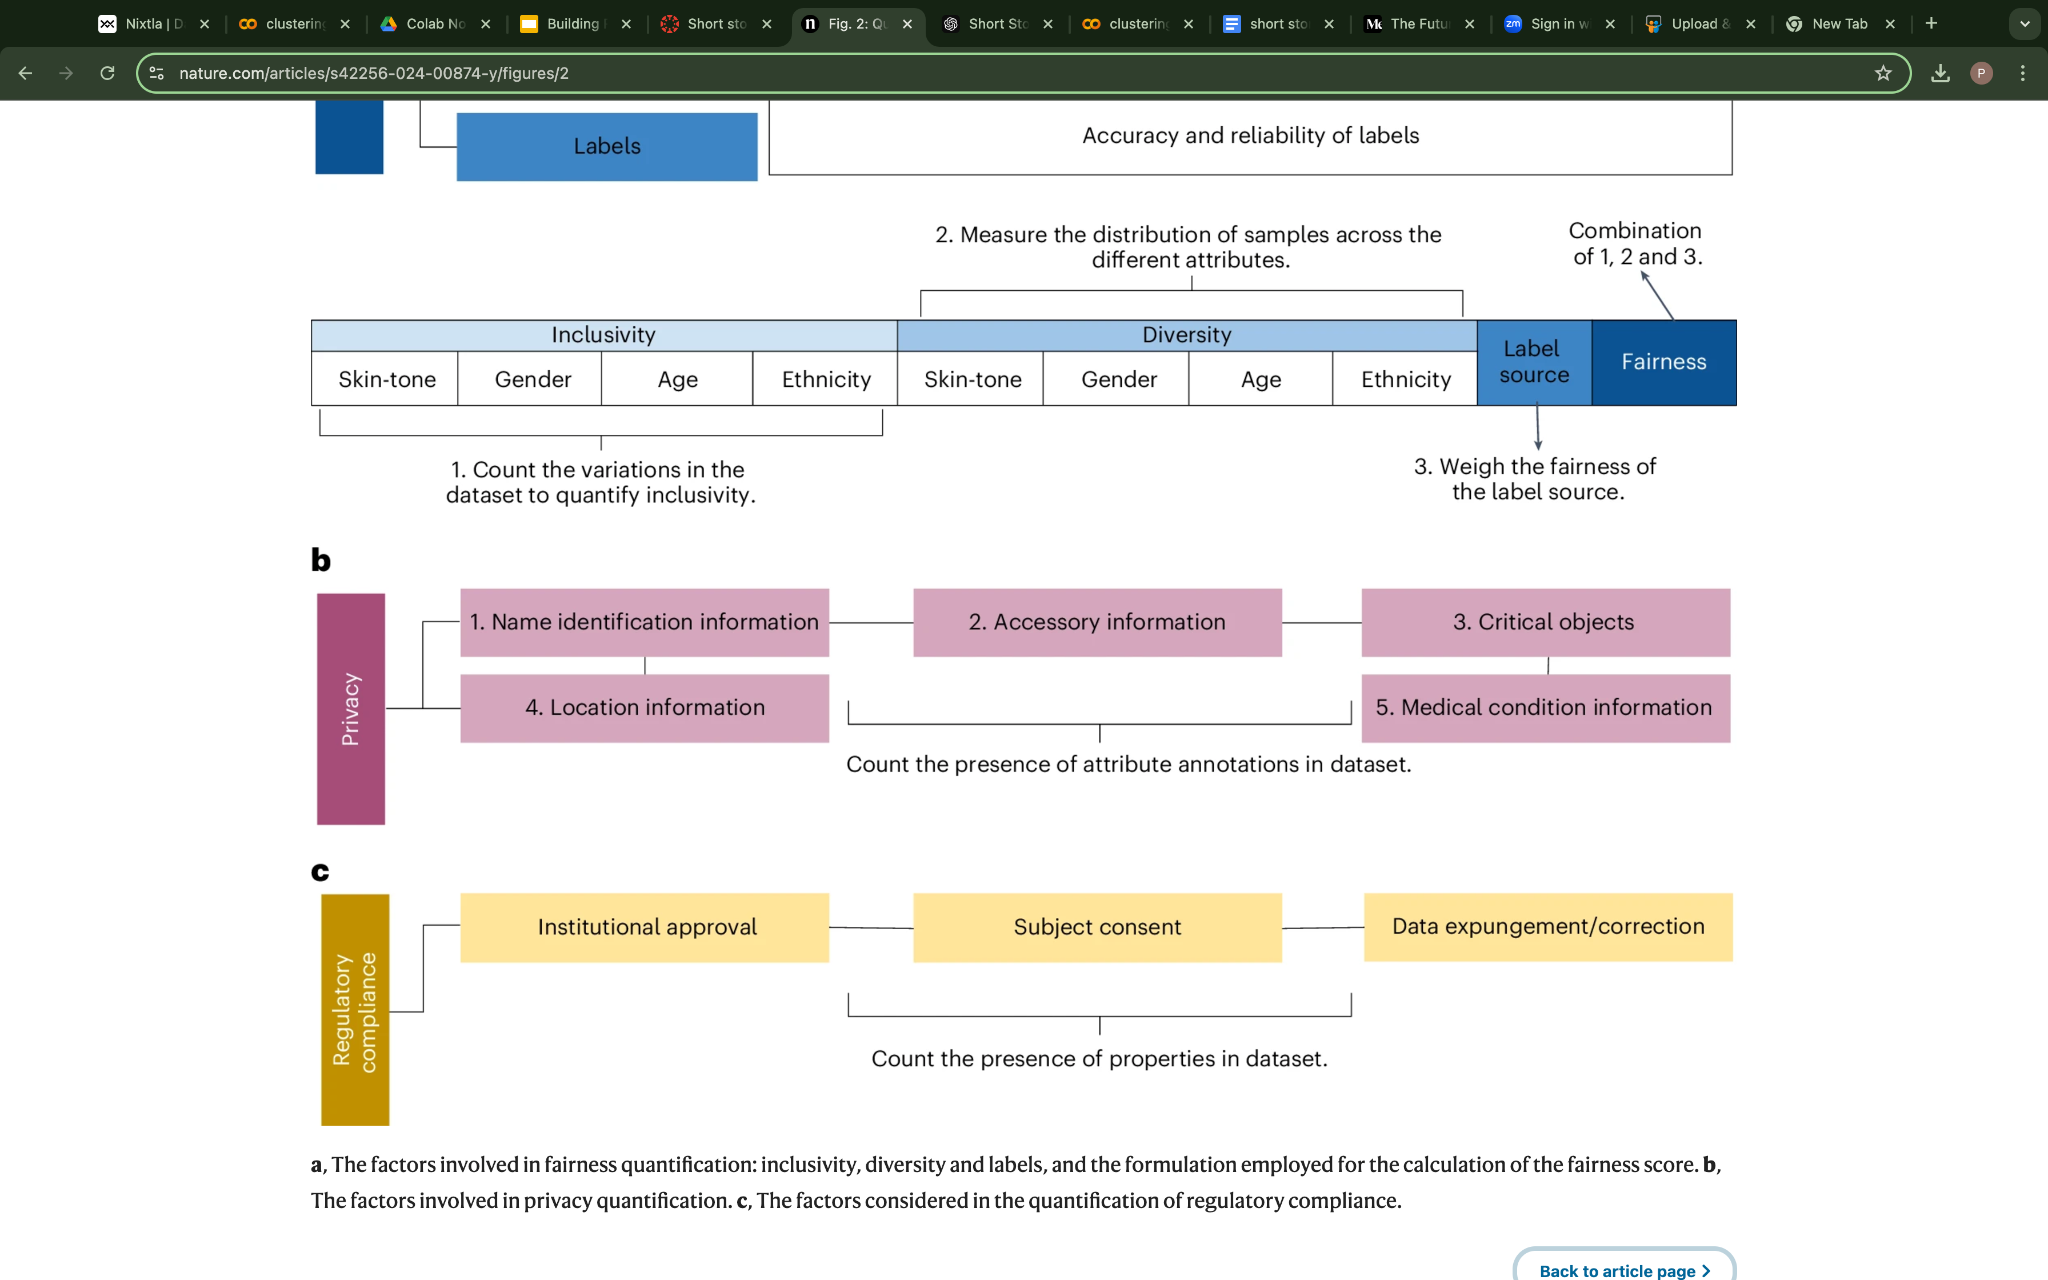 Nixtla | D
clustering
Colab No
Building
Short sto
Fig. 2: Qu
Short Sto
clustering
short sto
The Futu
Sign in w
Upload &
New Tab
nature.com/articles/s42256-024-00874-y/figures/2
P
Labels
Accuracy and reliability of labels
2. Measure the distribution of samples across the
different attributes.
Combination
of 1, 2 and 3.
Inclusivity
Diversity
Label
source
Fairness
Skin-tone
Gender
Age
Ethnicity
Skin-tone
Gender
Age
Ethnicity
1. Count the variations in the
dataset to quantify inclusivity.
3. Weigh the fairness of
the label source.
b
Privacy
1. Name identification information
2. Accessory information
3. Critical objects
4. Location information
5. Medical condition information
Count the presence of attribute annotations in dataset.
c
Regulatory
compliance
Institutional approval
Subject consent
Data expungement/correction
Count the presence of properties in dataset.
a, The factors involved in fairness quantification: inclusivity, diversity and labels, and the formulation employed for the calculation of the fairness score. b,
The factors involved in privacy quantification. c, The factors considered in the quantification of regulatory compliance.
Back to article page